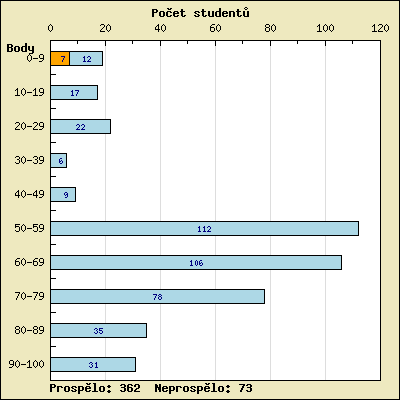 Počet studentů
0 20 40 60 80 100 120
Body
0-9 7 12
10-19 17
20-29 22
30-39 6
40-49 9
50-59 112
60-69 106
70-79 78
80-89 35
90-100 31
Prospělo: 362 Neprospělo: 73